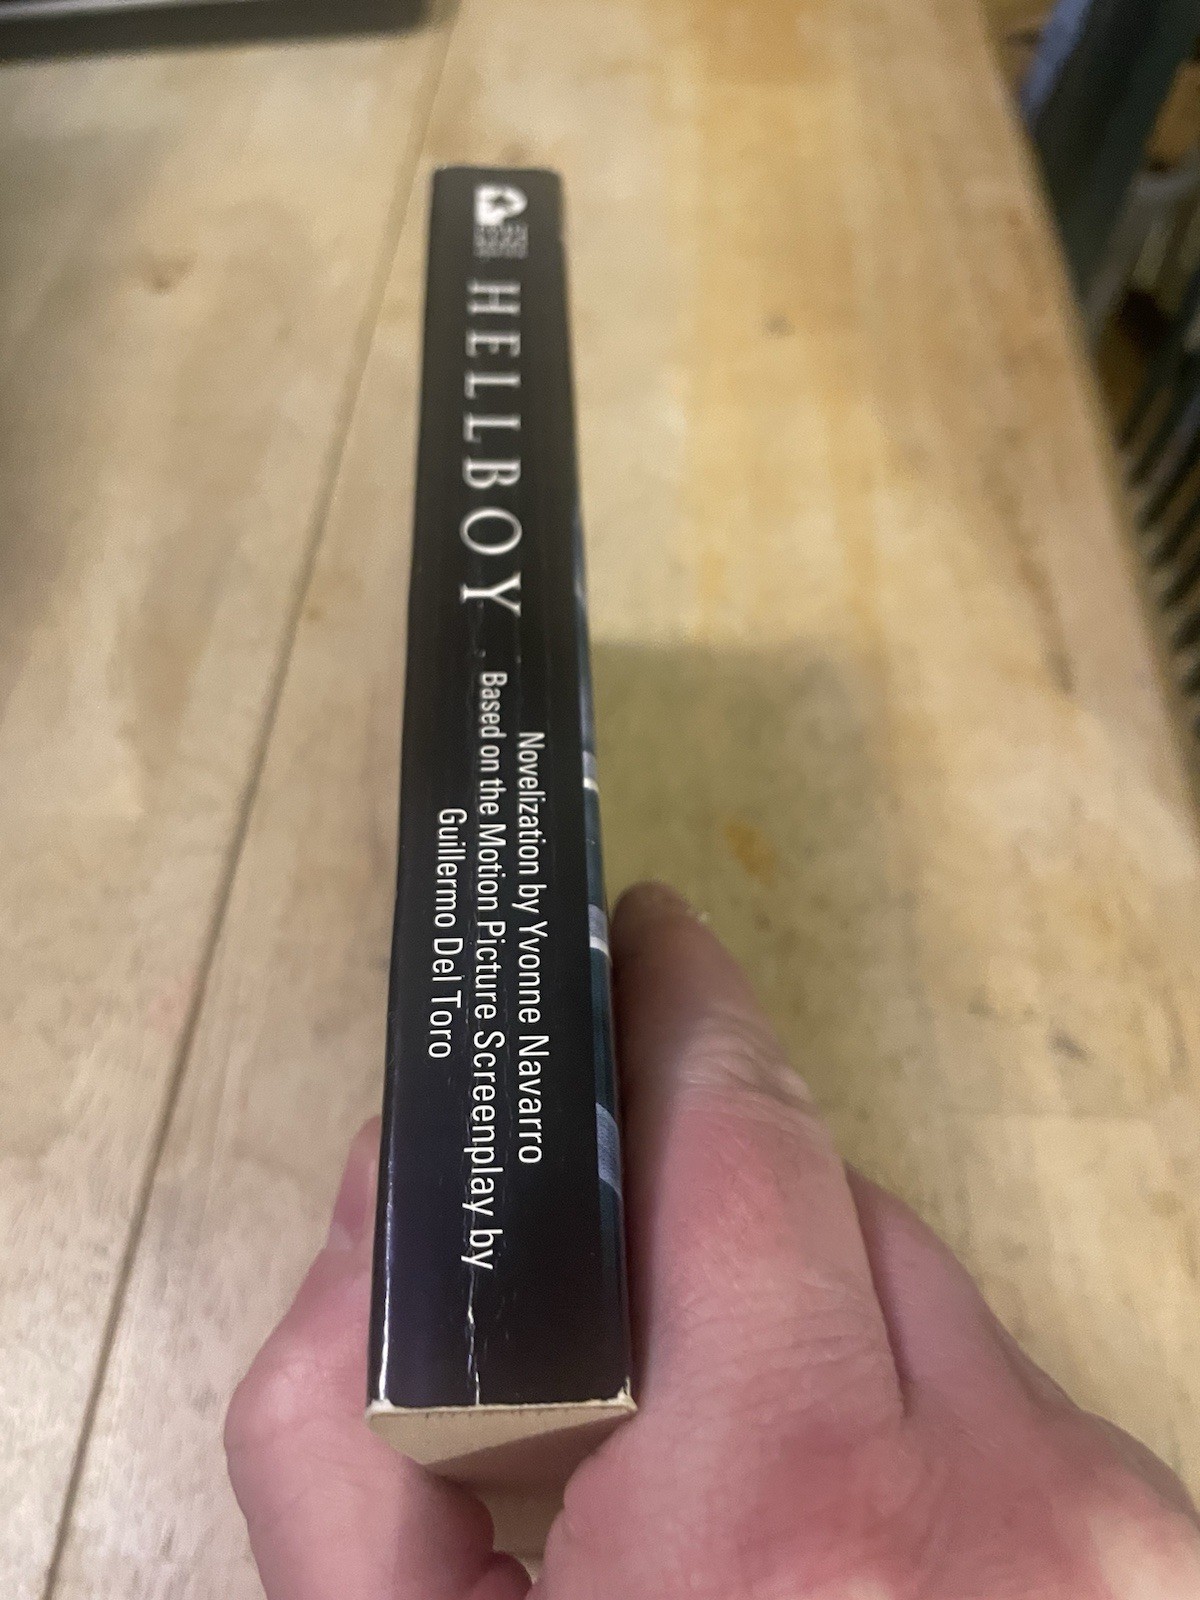 HELLBOY
Novelization by Yvonne Navarro
Based on the Motion Picture Screenplay by
Guillermo Del Toro